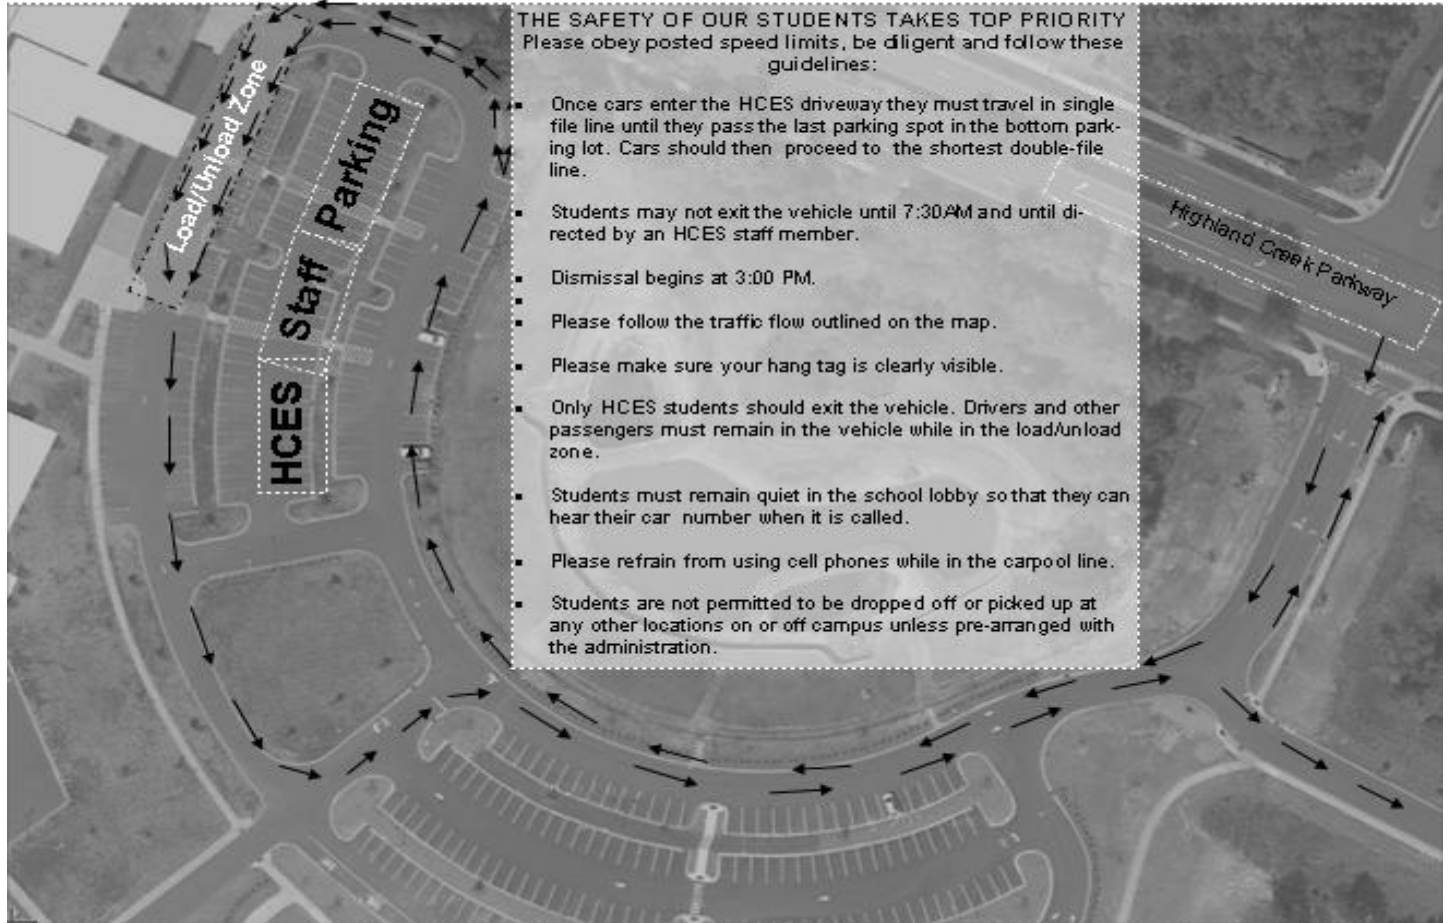 THE SAFETY OF OUR STUDENTS TAKES TOP PRIORITY
Please obey posted speed limits, be diligent and follow these
guidelines:
▪ Once cars enter the HCES driveway they must travel in single
file line until they pass the last parking spot in the bottom park-
ing lot. Cars should then proceed to the shortest double-file
line.
▪ Students may not exit the vehicle until 7:30AM and until di-
rected by an HCES staff member.
▪ Dismissal begins at 3:00 PM.
▪
▪ Please follow the traffic flow outlined on the map.
▪ Please make sure your hang tag is clearly visible.
▪ Only HCES students should exit the vehicle. Drivers and other
passengers must remain in the vehicle while in the load/unload
zone.
▪ Students must remain quiet in the school lobby so that they can
hear their car number when it is called.
▪ Please refrain from using cell phones while in the carpool line.
▪ Students are not permitted to be dropped off or picked up at
any other locations on or off campus unless pre-arranged with
the administration.
Load/Unload Zone
HCES Staff Parking
Highland Creek Parkway